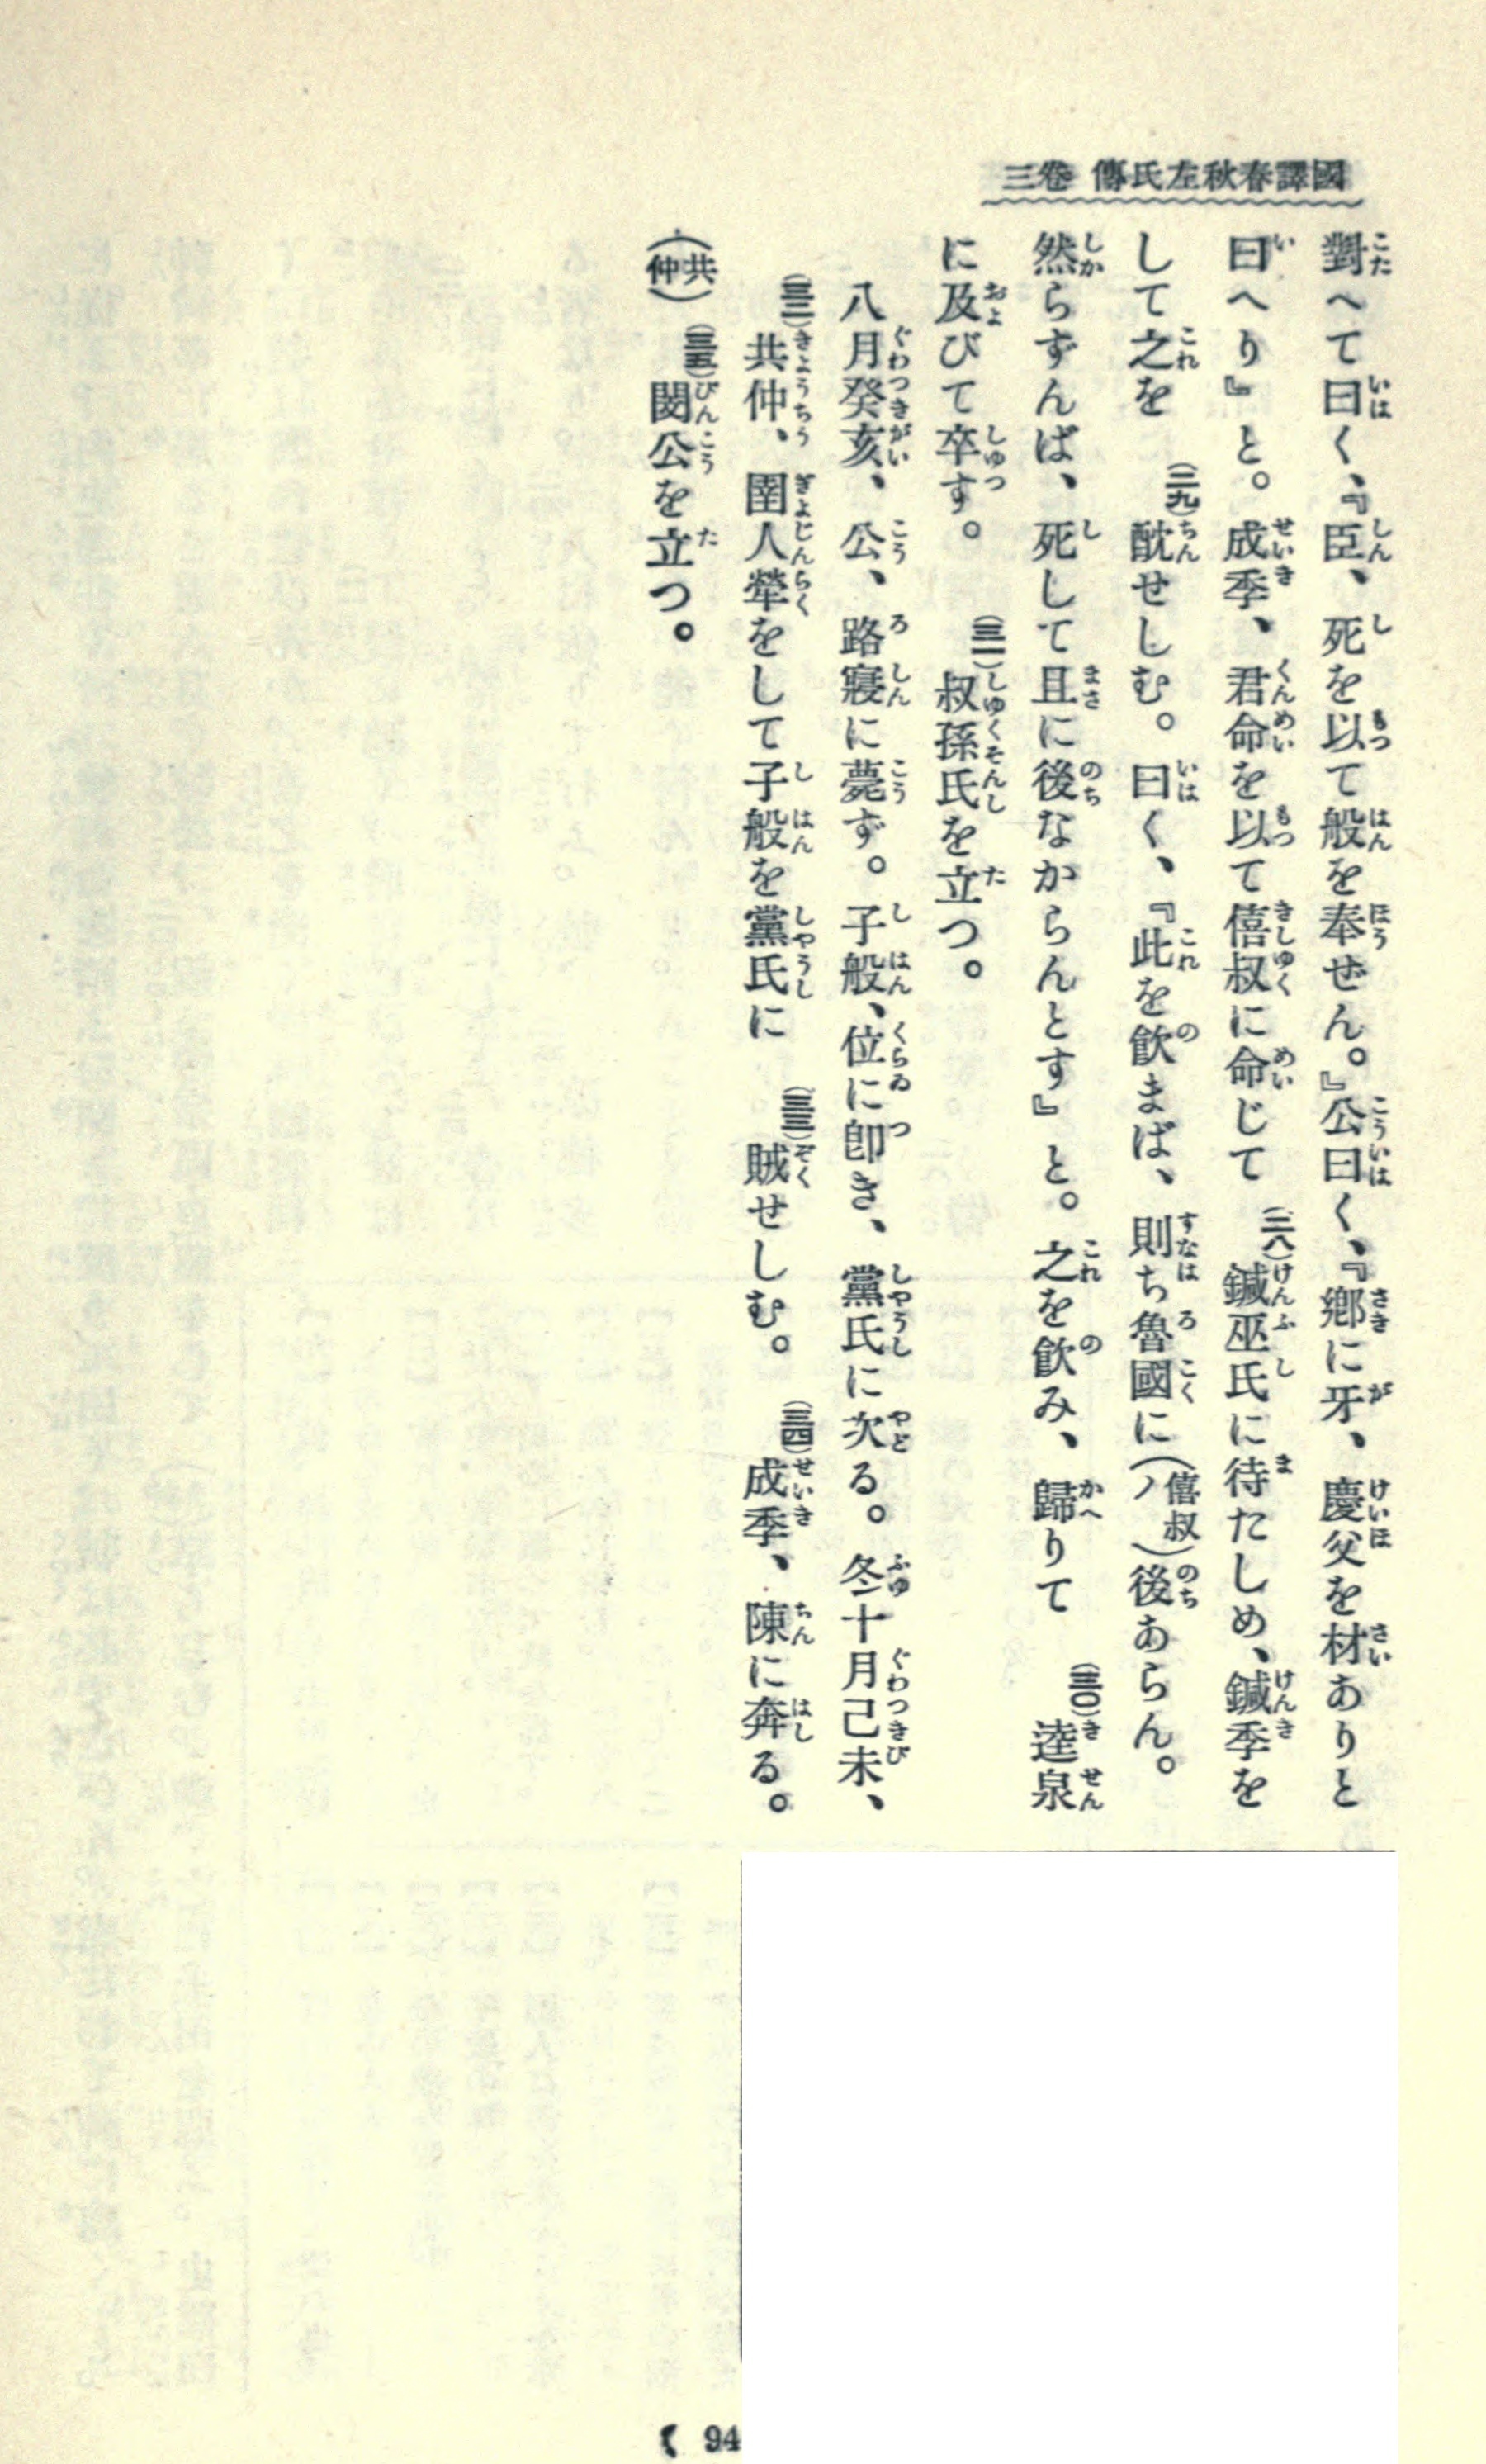 國譯春秋左氏傳 卷三
對へて曰く、『臣、死を以て般を奉ぜん。』公曰く、『鄕に牙、慶父を材ありと
曰へり』と。成季、君命を以て僖叔に命じて(二八)鍼巫氏に待たしめ、鍼季を
して之を(二九)酖せしむ。曰く、『此を飮まば、則ち魯國に(僖叔ノ)後あらん。
然らずんば、死して且に後なからんとす』と。之を飮み、歸りて(三〇)逵泉
に及びて卒す。(三一)叔孫氏を立つ。
八月癸亥、公、路寢に薨ず。子般、位に卽き、黨氏に次る。冬十月己未、
(三二)共仲、圉人犖をして子般を黨氏に(三三)賊せしむ。(三四)成季、陳に奔る。
(共仲)(三五)閔公を立つ。
94